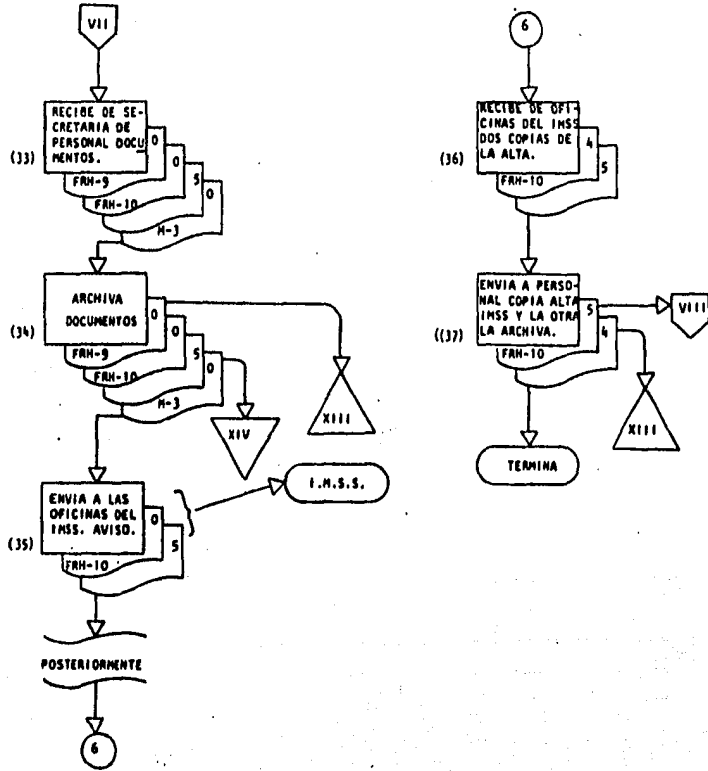 VII
RECIBE DE SE-
CRETARIA DE
PERSONAL DOCU
MENTOS.
(33)
0
0
5
0
FRH-9
FRH-10
M-3
ARCHIVA
DOCUMENTOS
(34)
0
0
5
0
FRH-9
FRH-10
M-3
XIV
XIII
ENVIA A LAS
OFICINAS DEL
IMSS. AVISO.
(35)
0
5
FRH-10
I.M.S.S.
POSTERIORMENTE
6
6
RECIBE DE OFI-
CINAS DEL IMSS
DOS COPIAS DE
LA ALTA.
(36)
4
5
FRH-10
ENVIA A PERSO-
NAL COPIA ALTA
IMSS Y LA OTRA
LA ARCHIVA.
((37)
5
4
FRH-10
VIII
XIII
TERMINA